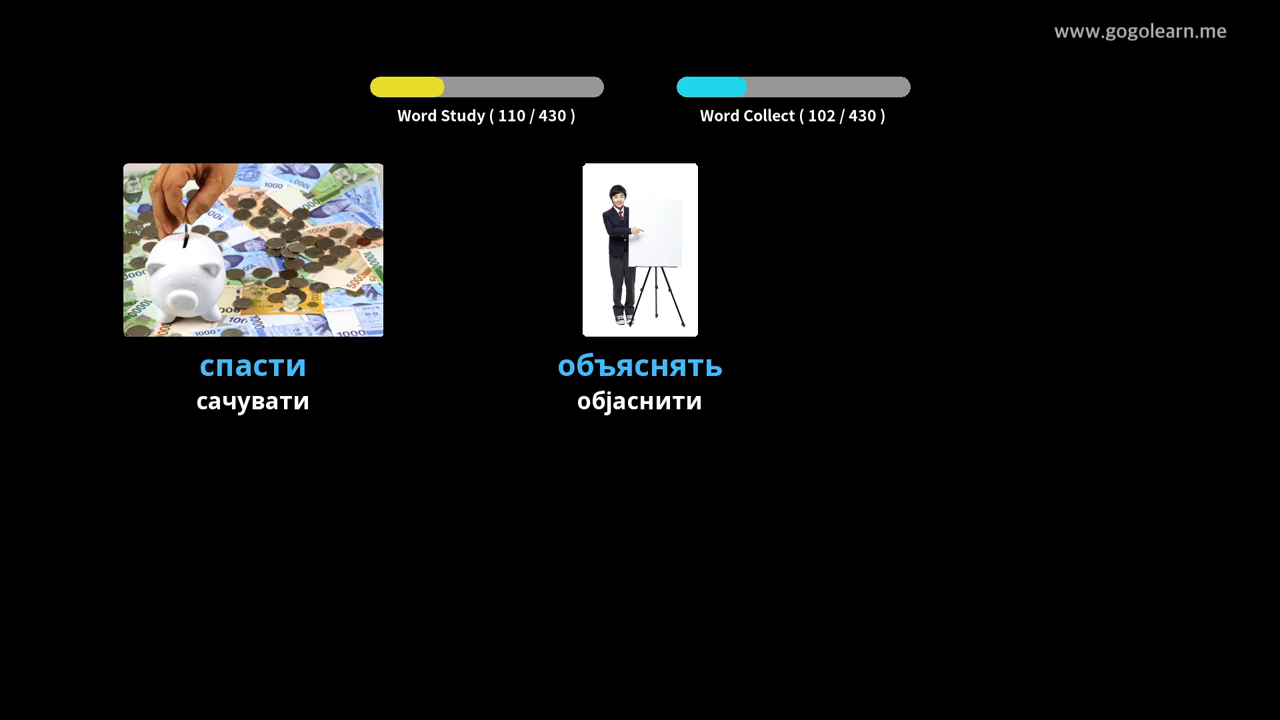 www.gogolearn.me
Word Study ( 110 / 430 )
Word Collect ( 102 / 430 )
спасти
сачувати
объяснять
објаснити